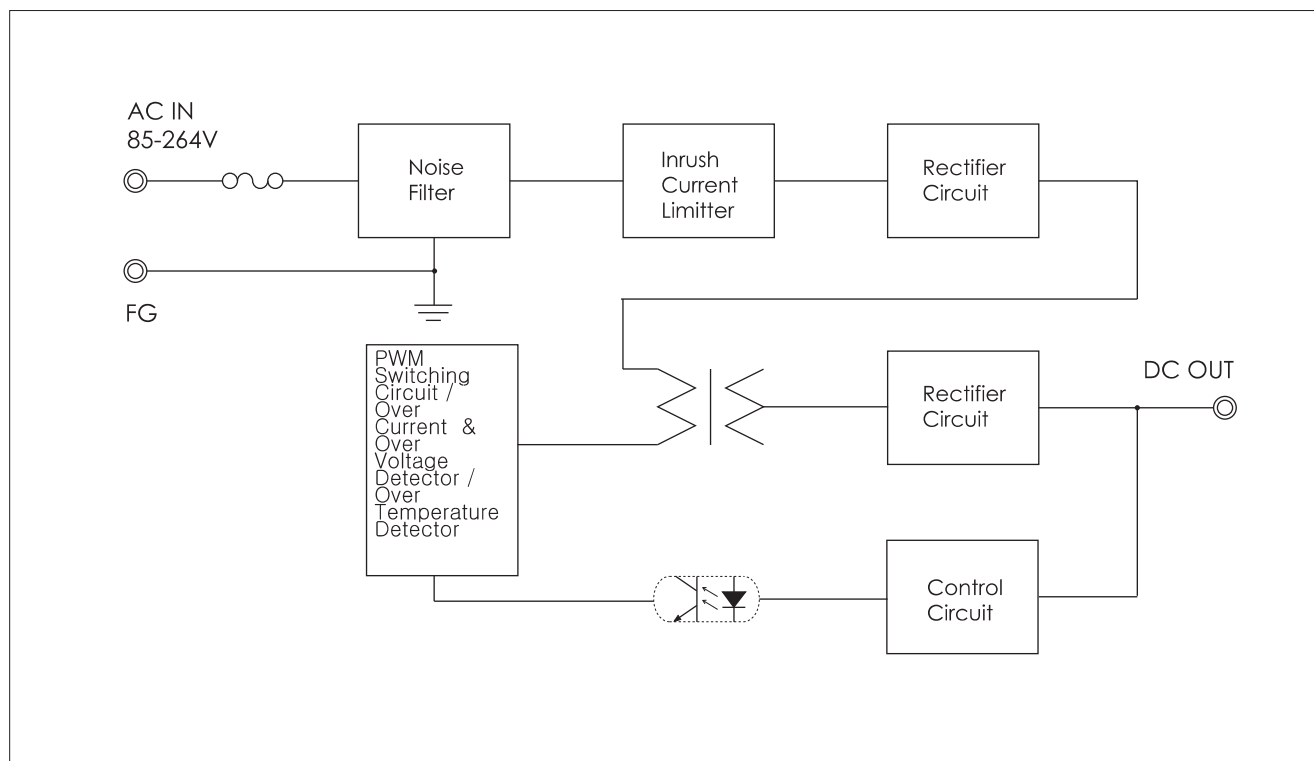 AC IN
85-264V
Noise
Filter
Inrush
Current
Limitter
Rectifier
Circuit
FG
PWM
Switching
Circuit /
Over
Current &
Over
Voltage
Detector /
Over
Temperature
Detector
Rectifier
Circuit
DC OUT
Control
Circuit